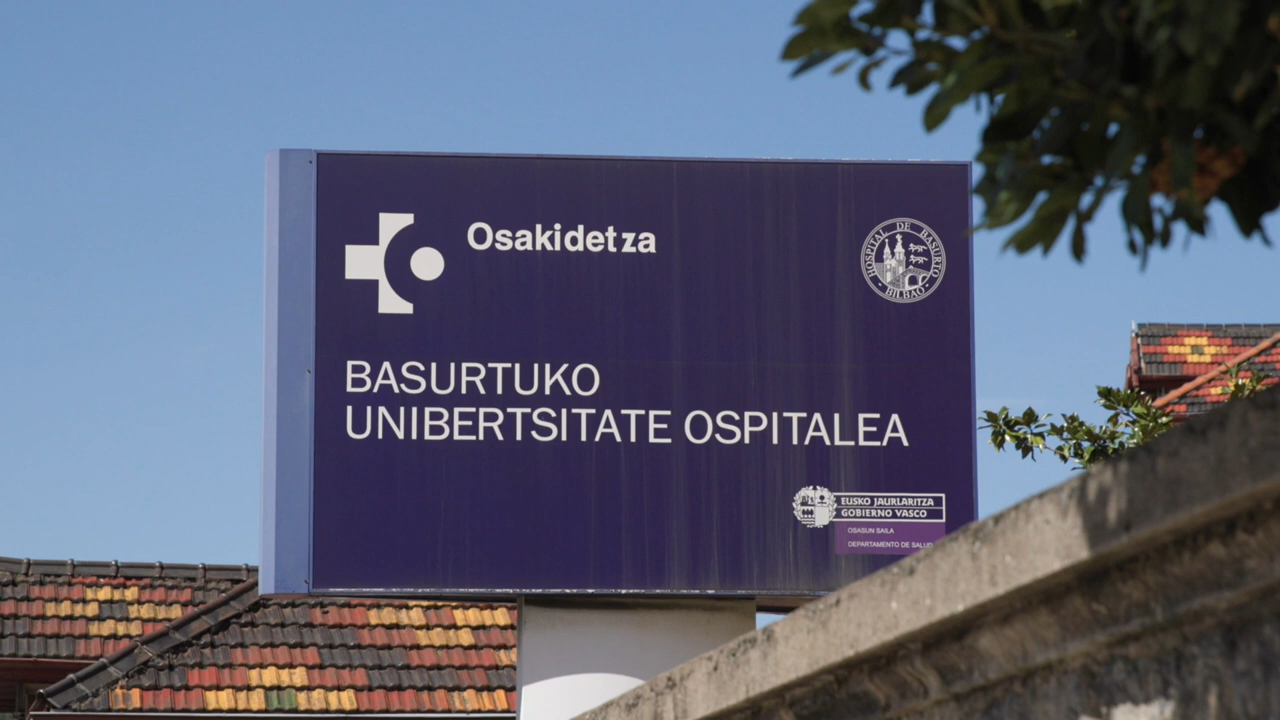 Osakidetza
HOSPITAL DE BASURTO
BILBAO
BASURTUKO
UNIBERTSITATE OSPITALEA
EUSKO JAURLARITZA
GOBIERNO VASCO
OSASUN SAILA
DEPARTAMENTO DE SALUD